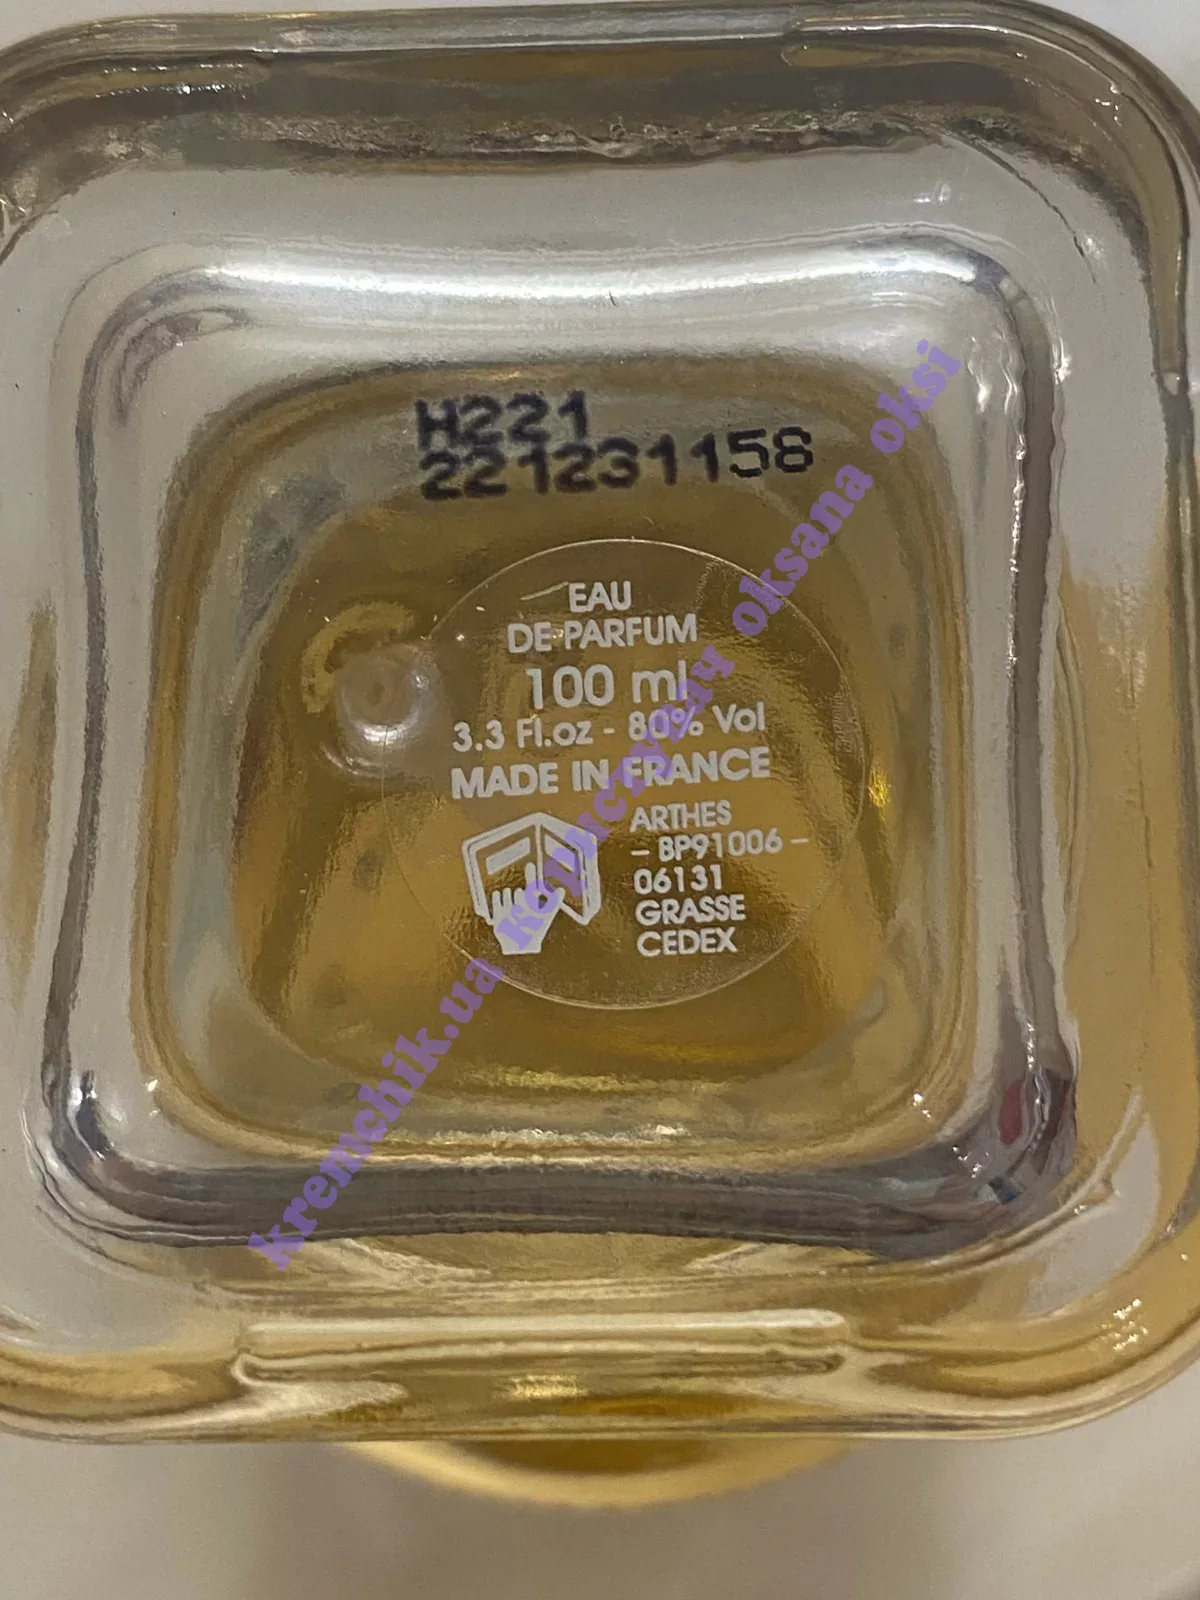 H221
221231158
EAU
DE PARFUM
100 ml
3.3 Fl.oz - 80% Vol
MADE IN FRANCE
ARTHES
- BP91006 -
06131
GRASSE
CEDEX
kremchik.ua копиczynay oksana oksi